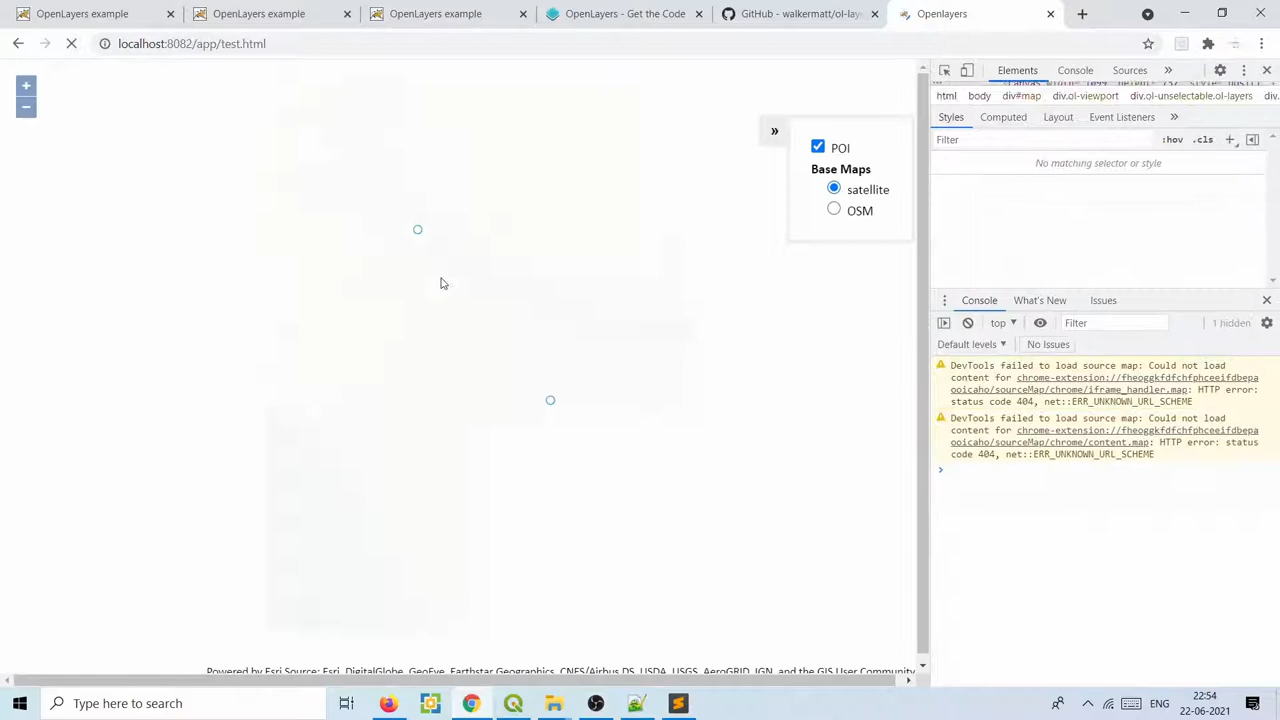 OpenLayers example
OpenLayers example
OpenLayers example
OpenLayers - Get the Code
GitHub - walkermatt/ol-lay
Openlayers
localhost:8082/app/test.html
+
−
»
POI
Base Maps
satellite
OSM
Powered by Esri Source: Esri, DigitalGlobe, GeoEye, Earthstar Geographics, CNES/Airbus DS, USDA, USGS, AeroGRID, IGN, and the GIS User Community
Elements
Console
Sources
»
html
body
div#map
div.ol-viewport
div.ol-unselectable.ol-layers
div.
Styles
Computed
Layout
Event Listeners
»
Filter
:hov
.cls
+
No matching selector or style
Console
What's New
Issues
top
Filter
1 hidden
Default levels
No Issues
DevTools failed to load source map: Could not load
content for chrome-extension://fheoggkfdfchfphceeifdbepa
ooicaho/sourceMap/chrome/iframe_handler.map: HTTP error:
status code 404, net::ERR_UNKNOWN_URL_SCHEME
DevTools failed to load source map: Could not load
content for chrome-extension://fheoggkfdfchfphceeifdbepa
ooicaho/sourceMap/chrome/content.map: HTTP error: status
code 404, net::ERR_UNKNOWN_URL_SCHEME
Type here to search
ENG
22:54
22-06-2021